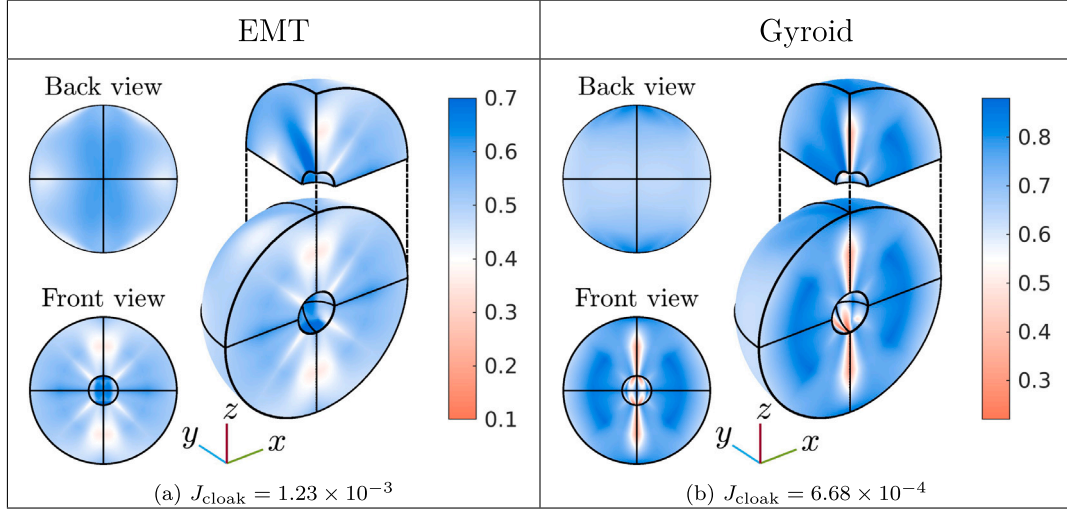 EMT
Gyroid
Back view
Front view
0.7
0.6
0.5
0.4
0.3
0.2
0.1
z
y
x
(a) J_cloak = 1.23 × 10⁻³
Back view
Front view
0.8
0.7
0.6
0.5
0.4
0.3
z
y
x
(b) J_cloak = 6.68 × 10⁻⁴